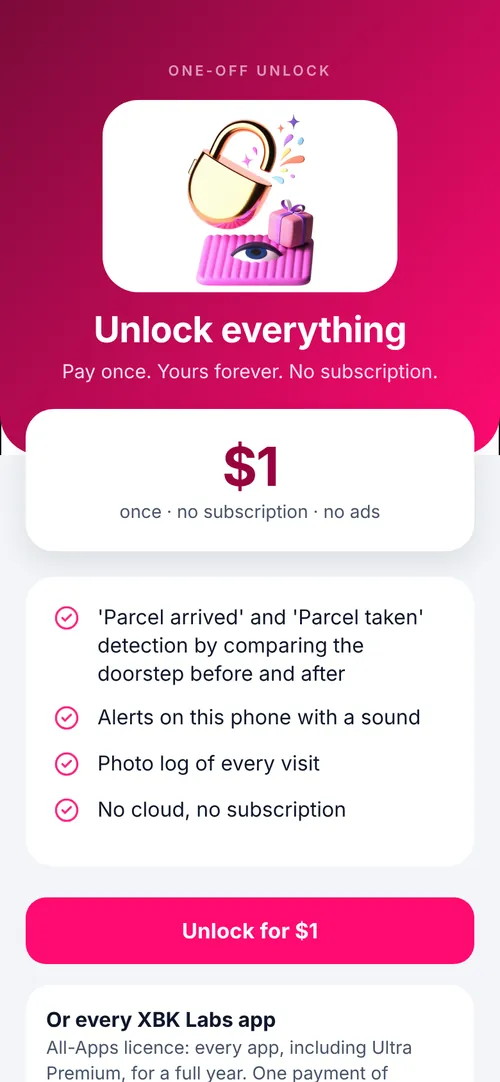 ONE-OFF UNLOCK
Unlock everything
Pay once. Yours forever. No subscription.
$1
once · no subscription · no ads
'Parcel arrived' and 'Parcel taken'
detection by comparing the
doorstep before and after
Alerts on this phone with a sound
Photo log of every visit
No cloud, no subscription
Unlock for $1
Or every XBK Labs app
All-Apps licence: every app, including Ultra
Premium, for a full year. One payment of